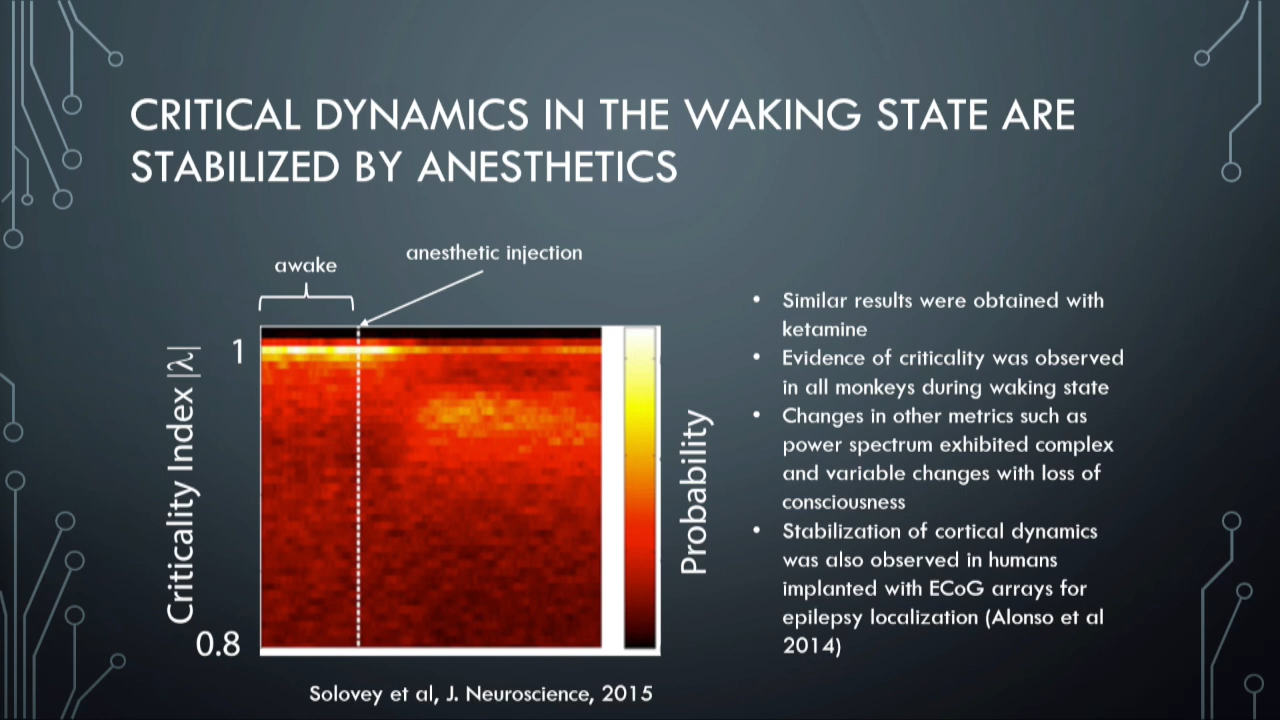 CRITICAL DYNAMICS IN THE WAKING STATE ARE
STABILIZED BY ANESTHETICS
anesthetic injection
awake
1
Criticality Index |λ|
0.8
Probability
Solovey et al, J. Neuroscience, 2015
• Similar results were obtained with
ketamine
• Evidence of criticality was observed
in all monkeys during waking state
• Changes in other metrics such as
power spectrum exhibited complex
and variable changes with loss of
consciousness
• Stabilization of cortical dynamics
was also observed in humans
implanted with ECoG arrays for
epilepsy localization (Alonso et al
2014)